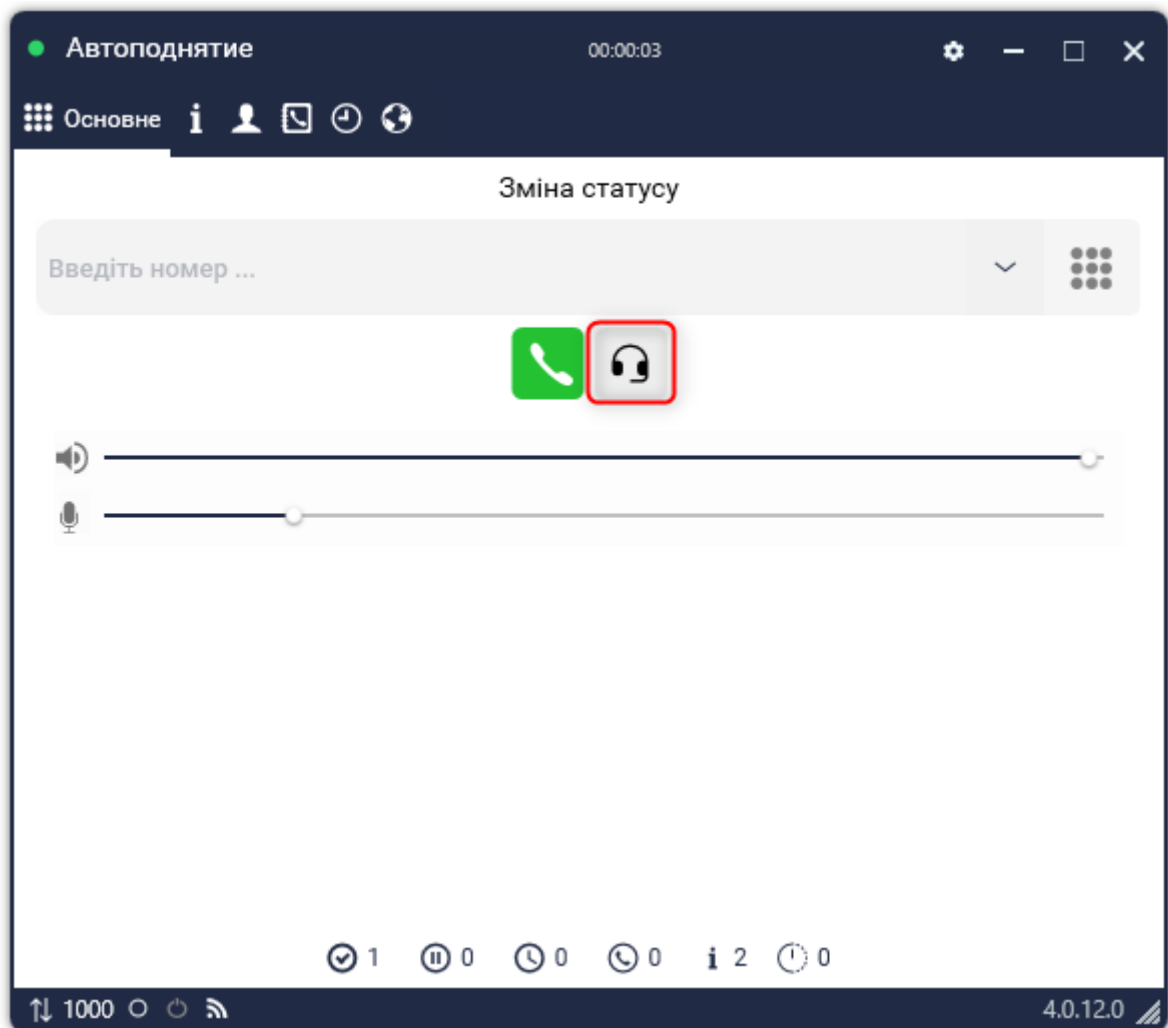 Автоподнятие 00:00:03
Основне
Зміна статусу
Введіть номер ...
1 0 0 0 2 0
1000 4.0.12.0